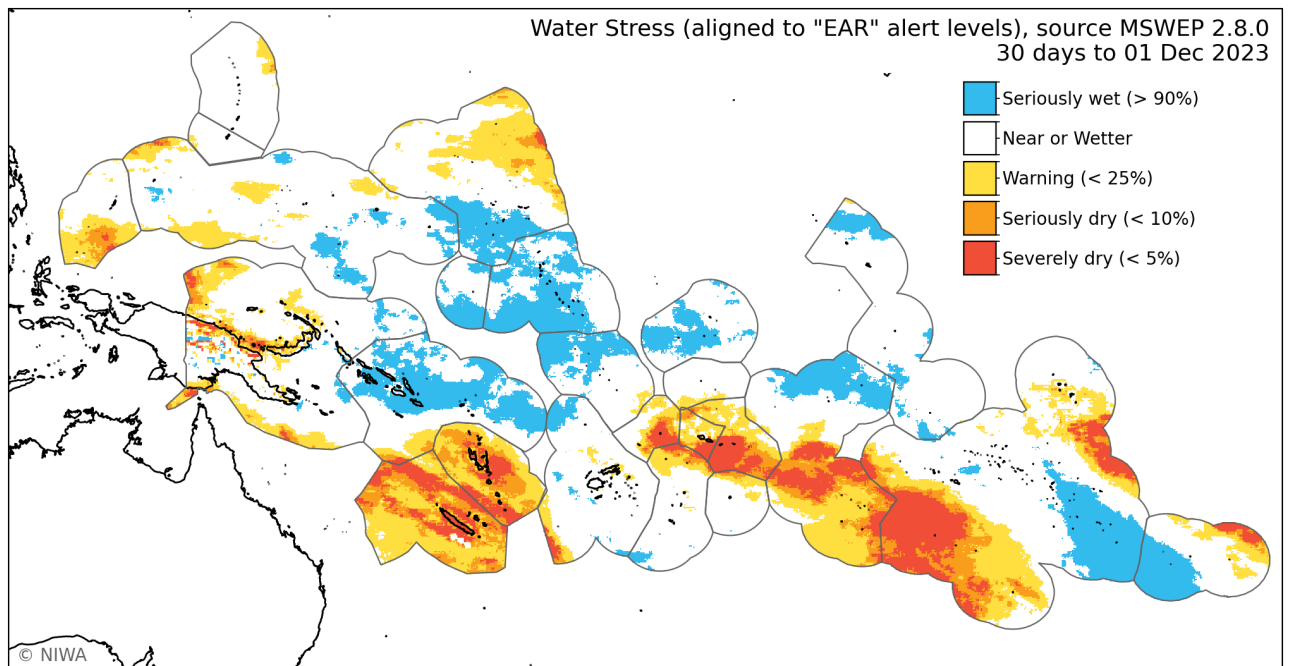 Water Stress (aligned to "EAR" alert levels), source MSWEP 2.8.0
30 days to 01 Dec 2023
Seriously wet (> 90%)
Near or Wetter
Warning (< 25%)
Seriously dry (< 10%)
Severely dry (< 5%)
© NIWA